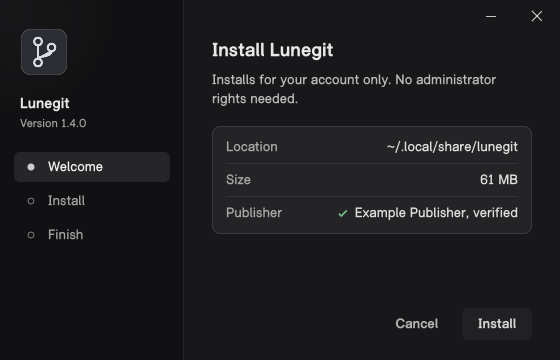 Lunegit
Version 1.4.0
Welcome
Install
Finish
Install Lunegit
Installs for your account only. No administrator
rights needed.
Location ~/.local/share/lunegit
Size 61 MB
Publisher Example Publisher, verified
Cancel Install